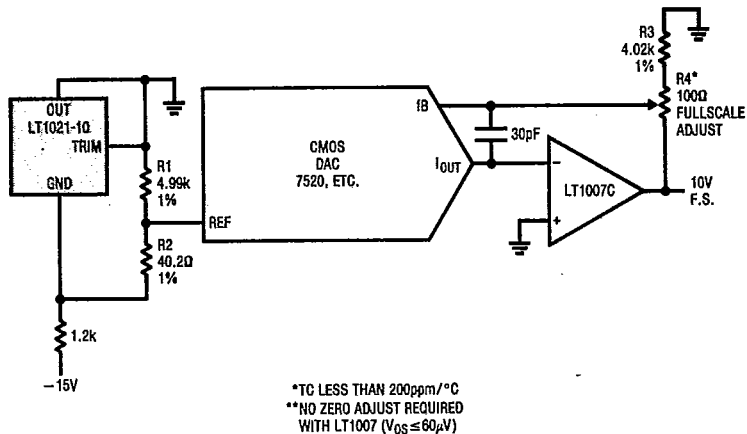 OUT
LT1021-10
TRIM
GND
R1
4.99k
1%
R2
40.2Ω
1%
1.2k
−15V
REF
CMOS
DAC
7520, ETC.
fB
IOUT
30pF
−
LT1007C
+
R3
4.02k
1%
R4*
100Ω
FULLSCALE
ADJUST
10V
F.S.
*TC LESS THAN 200ppm/°C
**NO ZERO ADJUST REQUIRED
WITH LT1007 (VOS≤60μV)